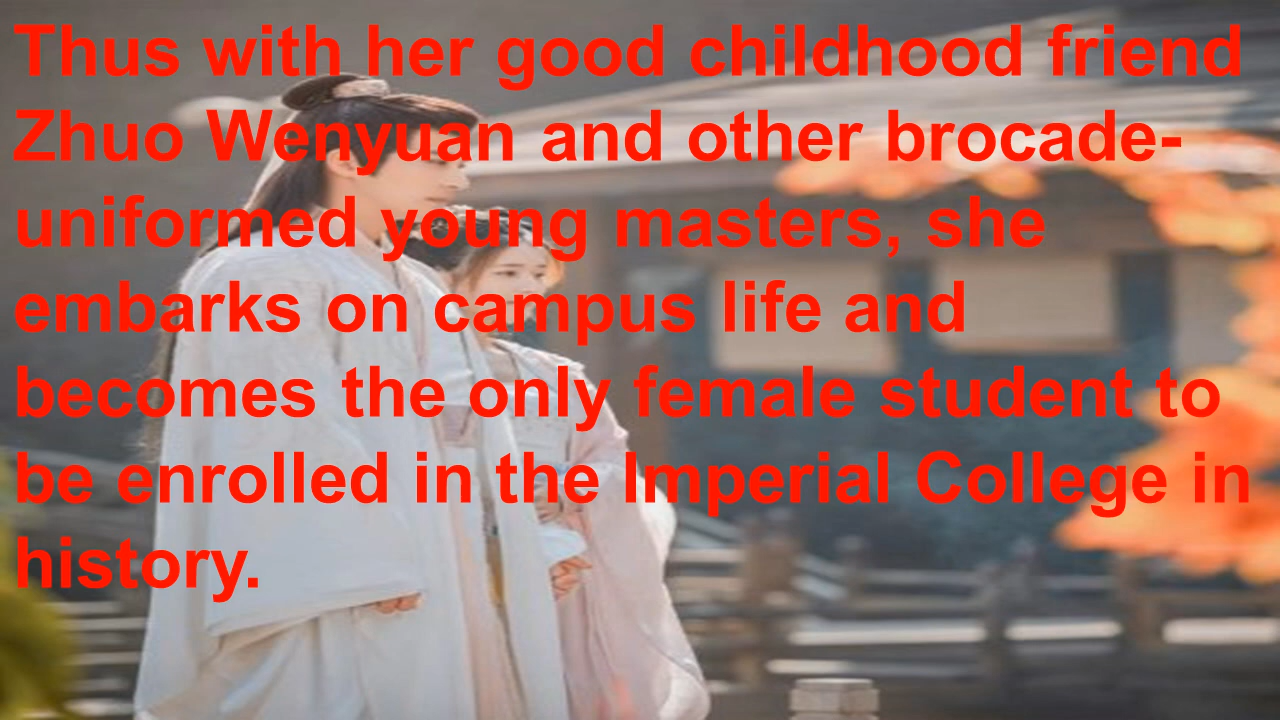 Thus with her good childhood friend
Zhuo Wenyuan and other brocade-
uniformed young masters, she
embarks on campus life and
becomes the only female student to
be enrolled in the Imperial College in
history.